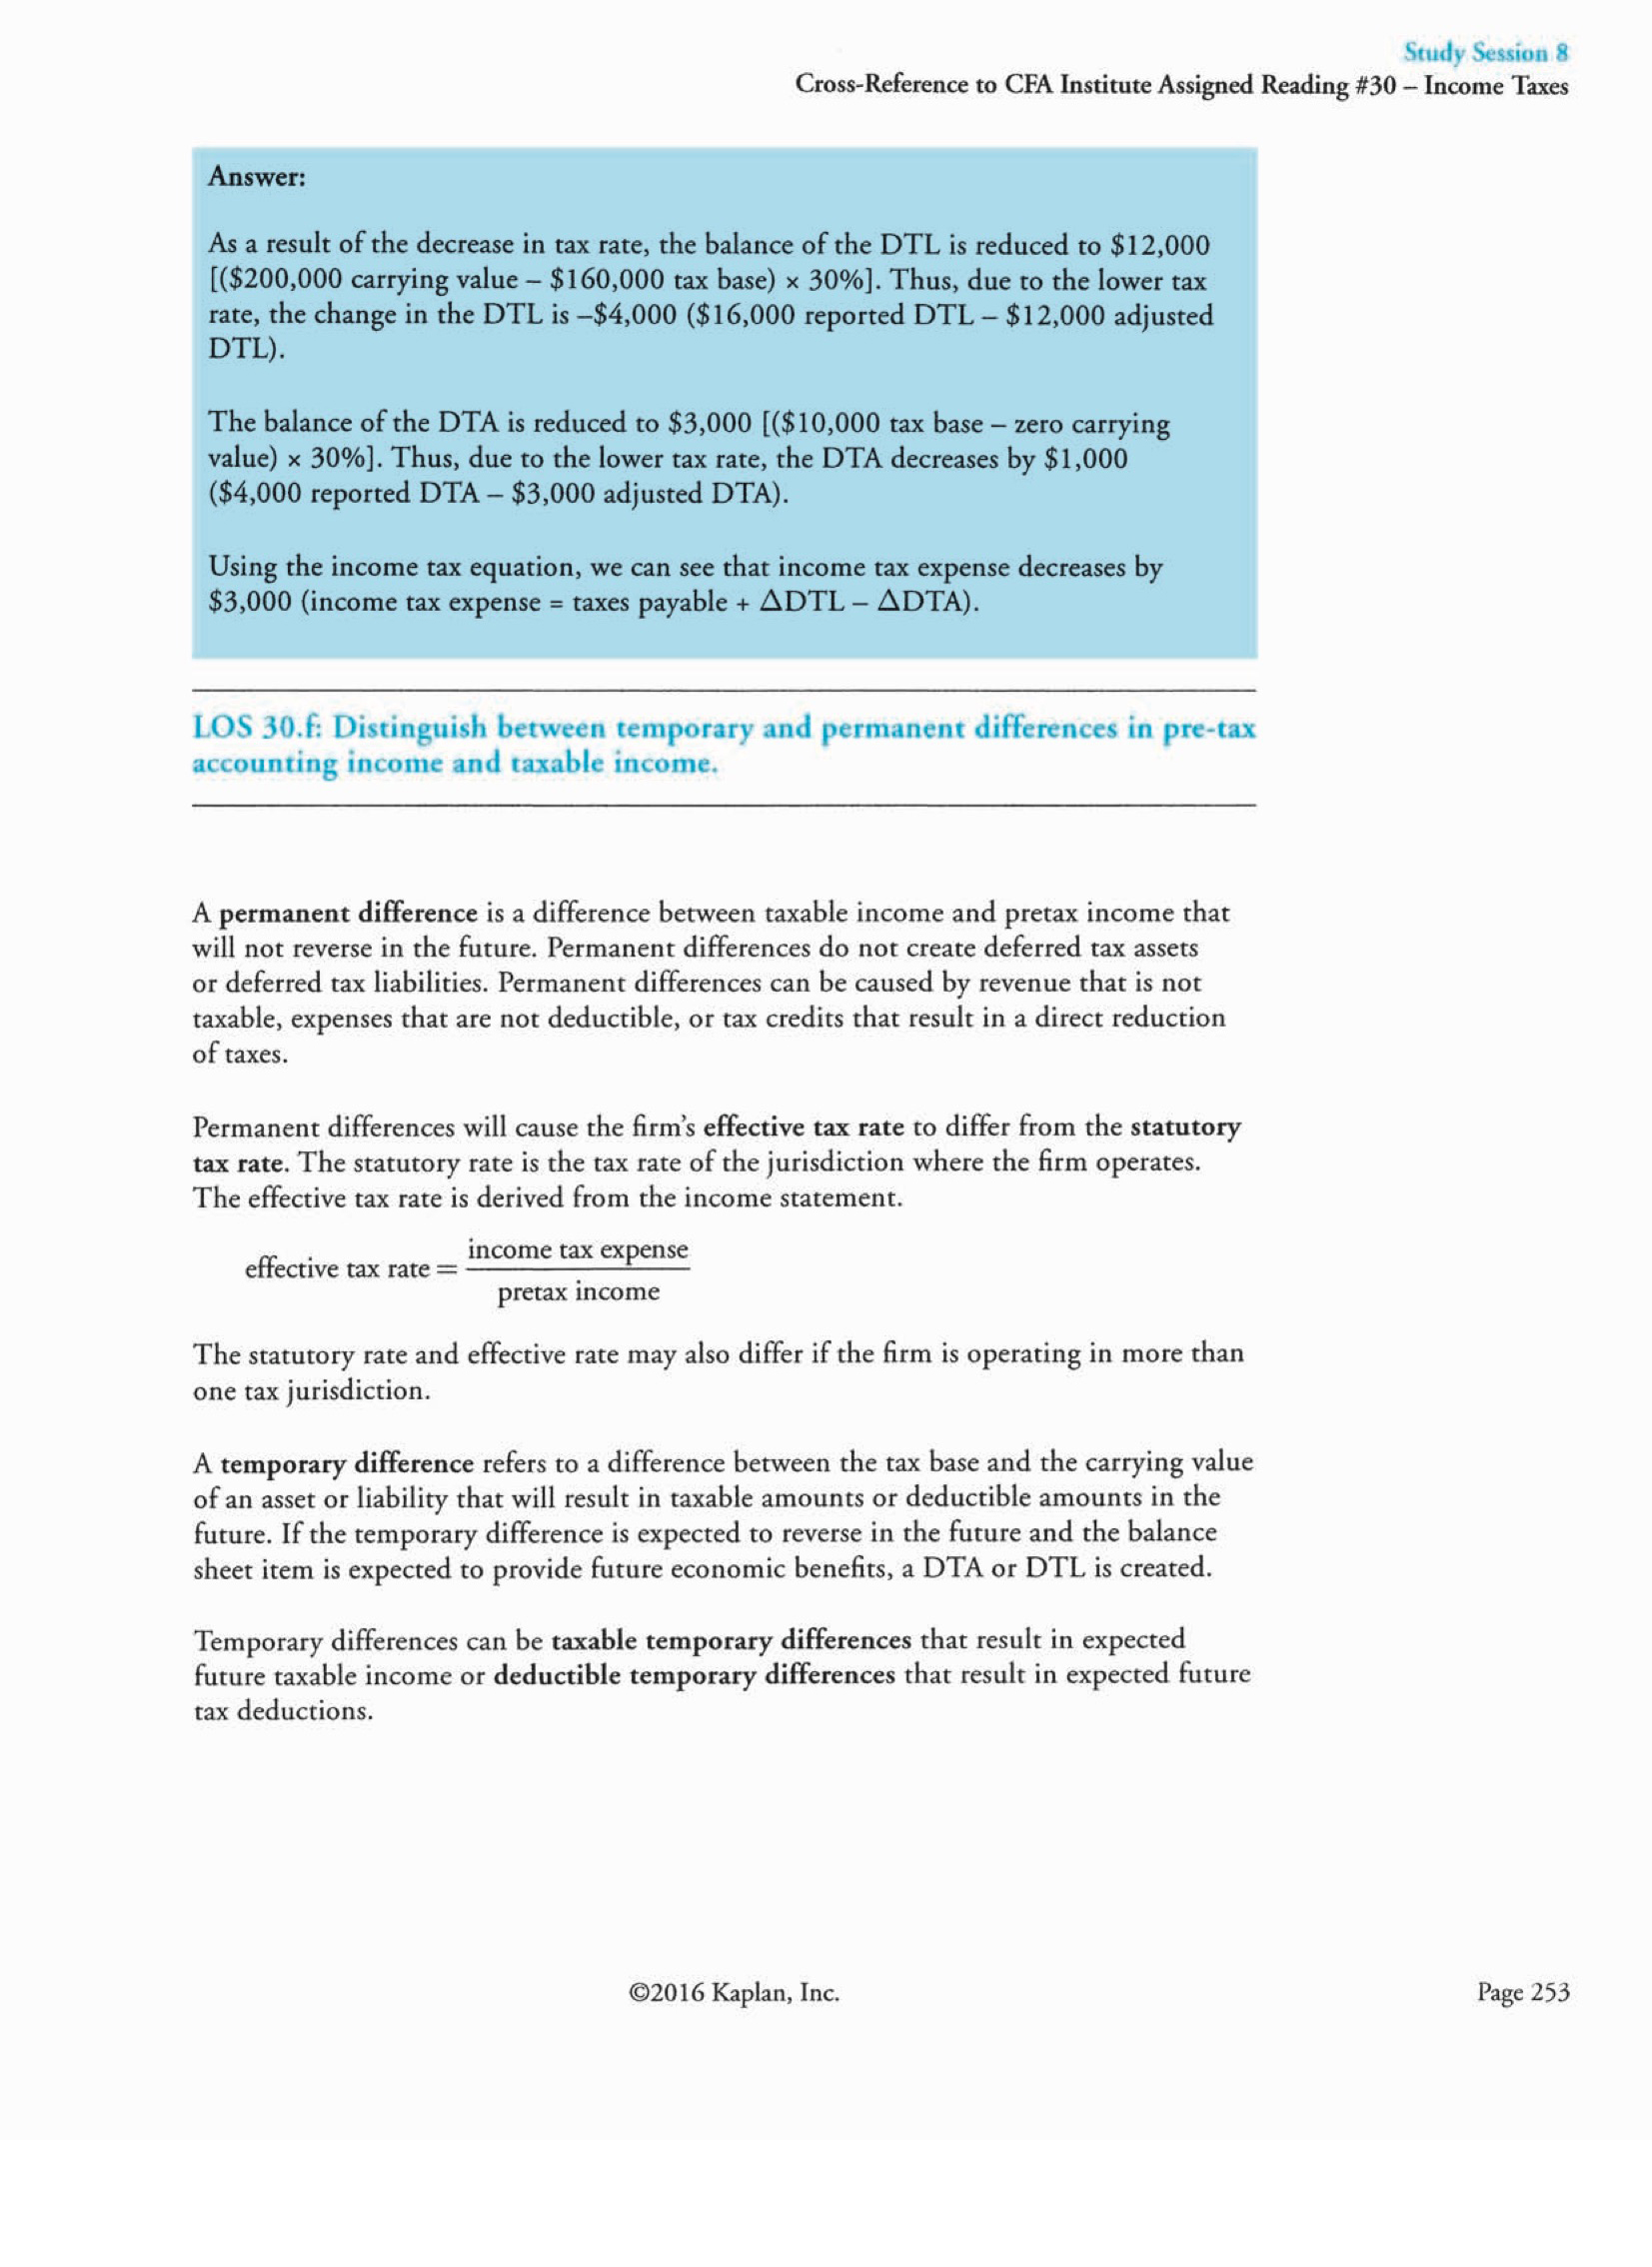 Study Session 8
Cross-Reference to CFA Institute Assigned Reading #30 – Income Taxes
Answer:
As a result of the decrease in tax rate, the balance of the DTL is reduced to $12,000
[($200,000 carrying value – $160,000 tax base) × 30%]. Thus, due to the lower tax
rate, the change in the DTL is –$4,000 ($16,000 reported DTL – $12,000 adjusted
DTL).
The balance of the DTA is reduced to $3,000 [($10,000 tax base – zero carrying
value) × 30%]. Thus, due to the lower tax rate, the DTA decreases by $1,000
($4,000 reported DTA – $3,000 adjusted DTA).
Using the income tax equation, we can see that income tax expense decreases by
$3,000 (income tax expense = taxes payable + ΔDTL – ΔDTA).
LOS 30.f: Distinguish between temporary and permanent differences in pre-tax
accounting income and taxable income.
A permanent difference is a difference between taxable income and pretax income that
will not reverse in the future. Permanent differences do not create deferred tax assets
or deferred tax liabilities. Permanent differences can be caused by revenue that is not
taxable, expenses that are not deductible, or tax credits that result in a direct reduction
of taxes.
Permanent differences will cause the firm's effective tax rate to differ from the statutory
tax rate. The statutory rate is the tax rate of the jurisdiction where the firm operates.
The effective tax rate is derived from the income statement.
effective tax rate = income tax expense
pretax income
The statutory rate and effective rate may also differ if the firm is operating in more than
one tax jurisdiction.
A temporary difference refers to a difference between the tax base and the carrying value
of an asset or liability that will result in taxable amounts or deductible amounts in the
future. If the temporary difference is expected to reverse in the future and the balance
sheet item is expected to provide future economic benefits, a DTA or DTL is created.
Temporary differences can be taxable temporary differences that result in expected
future taxable income or deductible temporary differences that result in expected future
tax deductions.
©2016 Kaplan, Inc.
Page 253